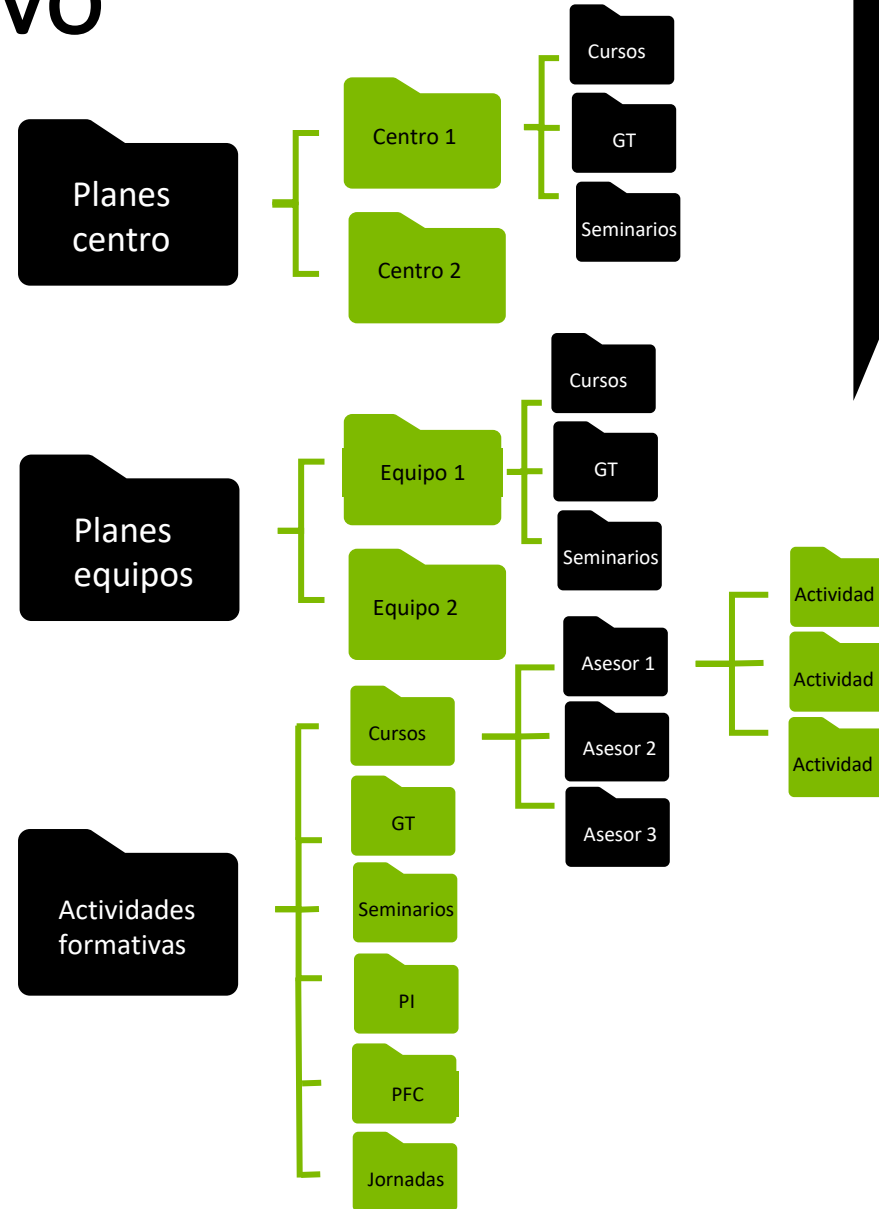 vo
Planes
centro
Centro 1
Centro 2
Cursos
GT
Seminarios
Planes
equipos
Equipo 1
Equipo 2
Cursos
GT
Seminarios
Actividades
formativas
Cursos
GT
Seminarios
PI
PFC
Jornadas
Asesor 1
Asesor 2
Asesor 3
Actividad
Actividad
Actividad